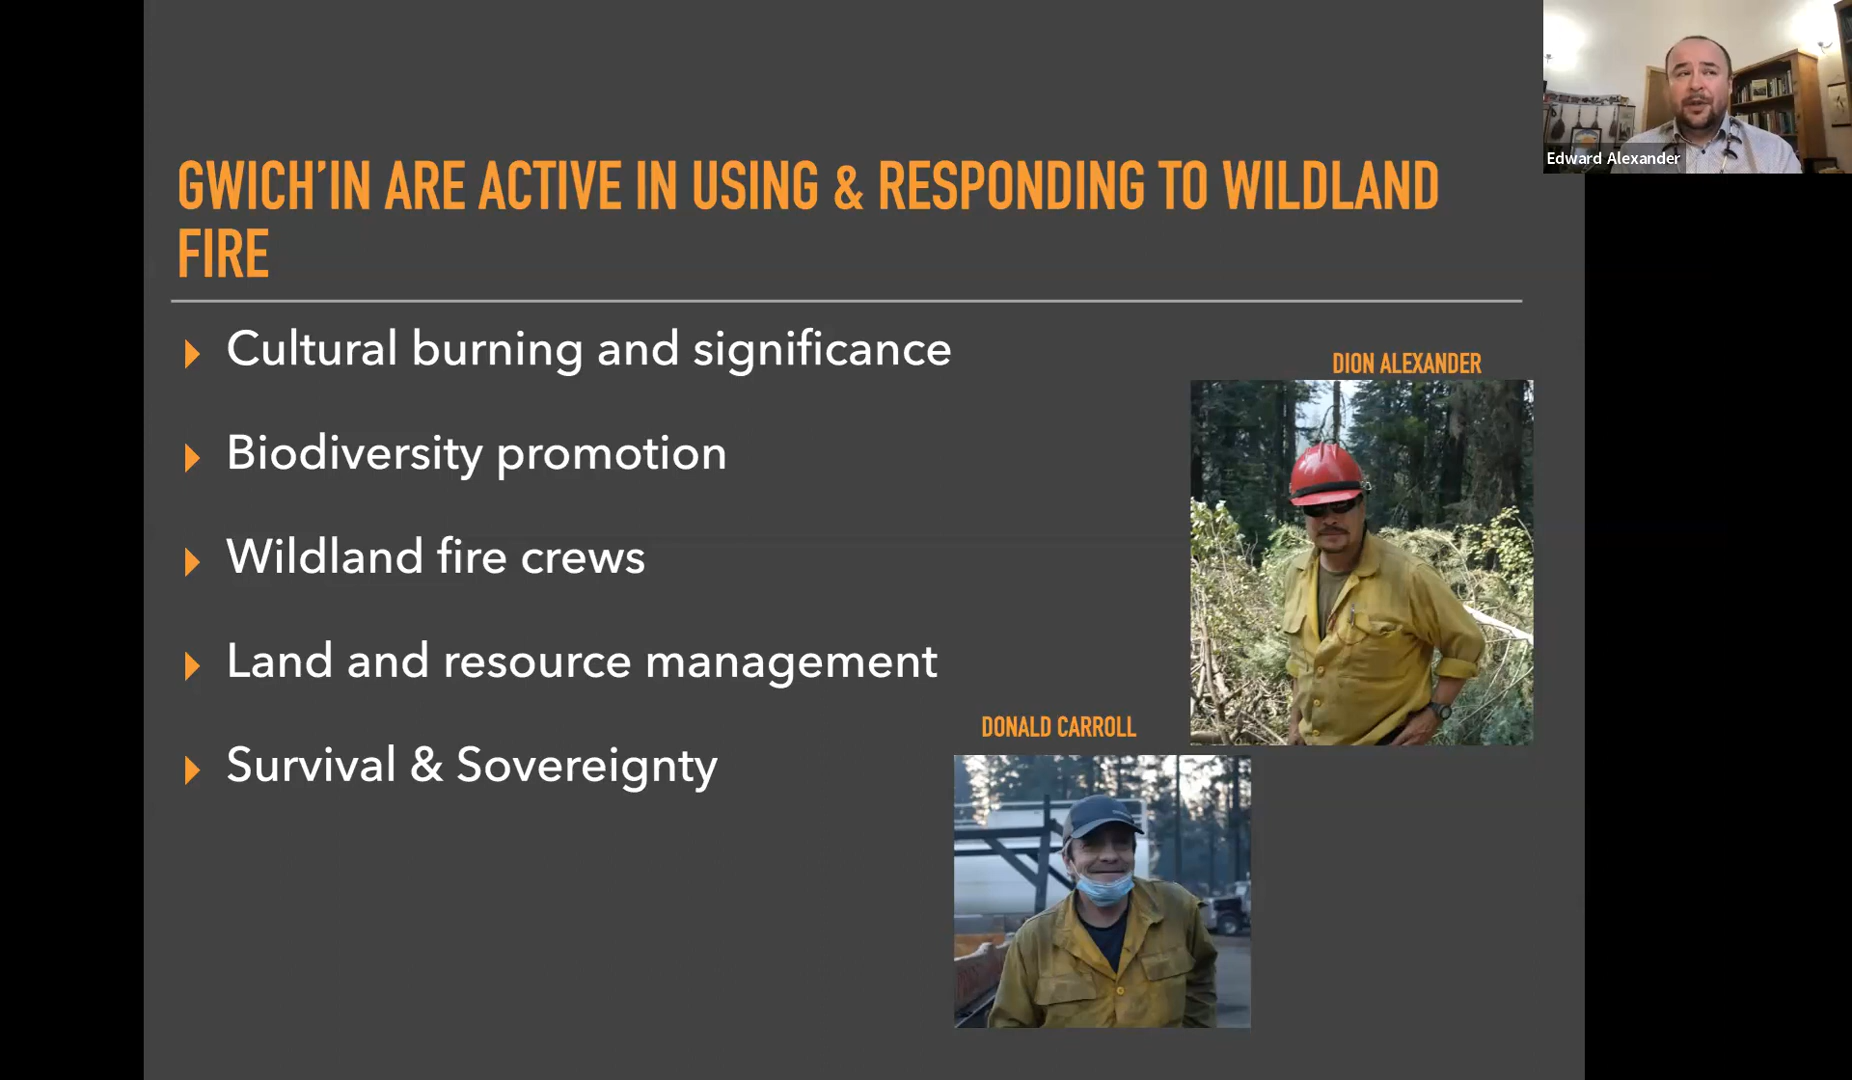 GWICH’IN ARE ACTIVE IN USING & RESPONDING TO WILDLAND
FIRE
Cultural burning and significance
Biodiversity promotion
Wildland fire crews
Land and resource management
Survival & Sovereignty
DION ALEXANDER
DONALD CARROLL
Edward Alexander